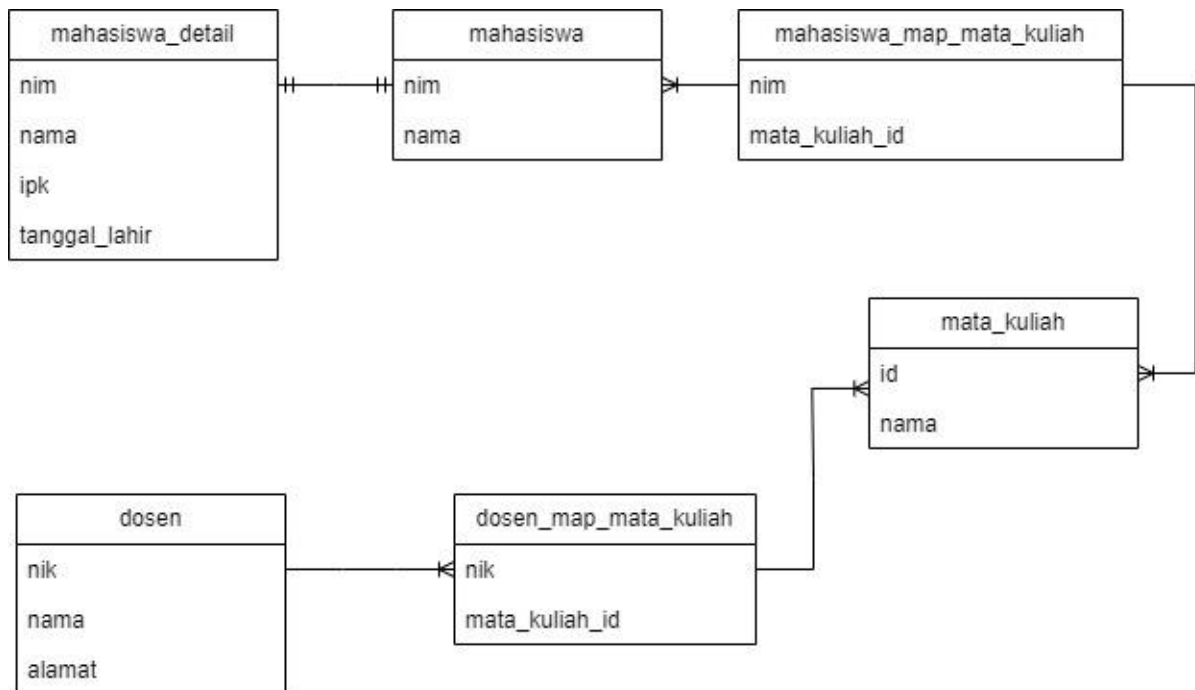 mahasiswa_detail
nim
nama
ipk
tanggal_lahir
mahasiswa
nim
nama
mahasiswa_map_mata_kuliah
nim
mata_kuliah_id
mata_kuliah
id
nama
dosen
nik
nama
alamat
dosen_map_mata_kuliah
nik
mata_kuliah_id